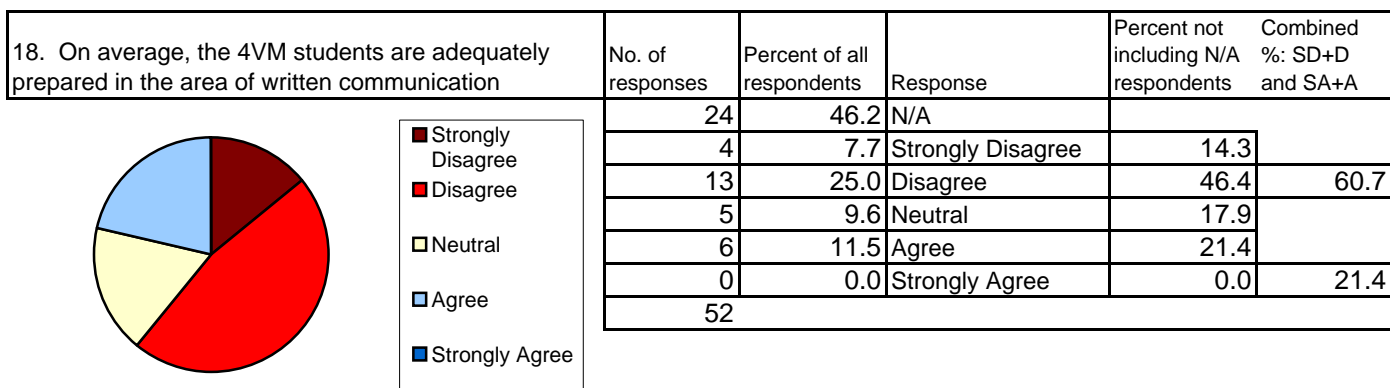 18. On average, the 4VM students are adequately
prepared in the area of written communication
No. of
responses
Percent of all
respondents
Response
Percent not
including N/A
respondents
Combined
%: SD+D
and SA+A
24 46.2 N/A
4 7.7 Strongly Disagree 14.3
13 25.0 Disagree 46.4 60.7
5 9.6 Neutral 17.9
6 11.5 Agree 21.4
0 0.0 Strongly Agree 0.0 21.4
52
Strongly
Disagree
Disagree
Neutral
Agree
Strongly Agree